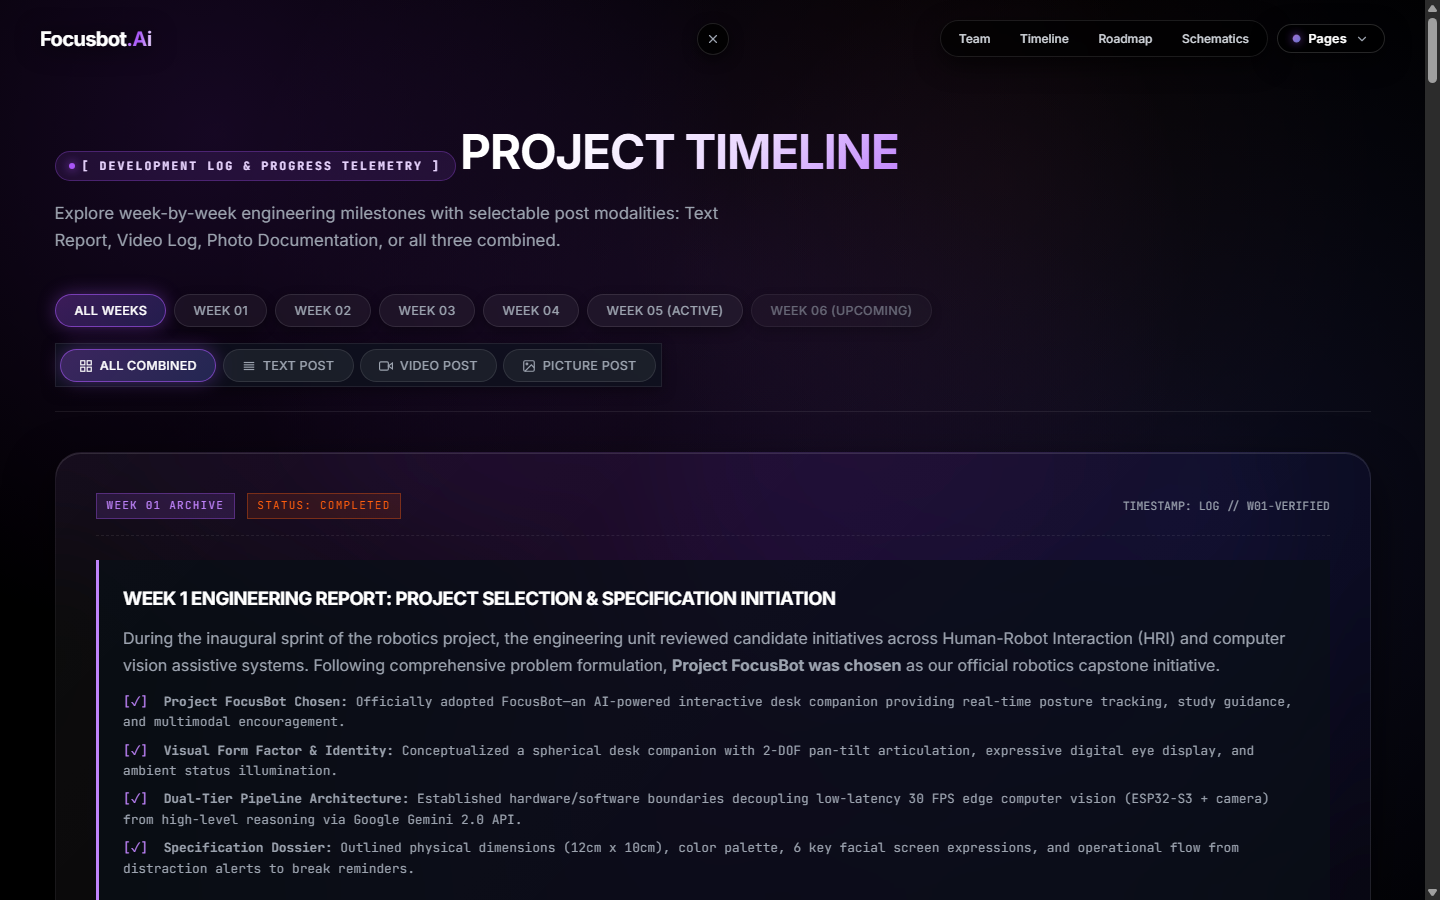 Focusbot.Ai
Team
Timeline
Roadmap
Schematics
Pages
[ DEVELOPMENT LOG & PROGRESS TELEMETRY ]
PROJECT TIMELINE
Explore week-by-week engineering milestones with selectable post modalities: Text
Report, Video Log, Photo Documentation, or all three combined.
ALL WEEKS
WEEK 01
WEEK 02
WEEK 03
WEEK 04
WEEK 05 (ACTIVE)
WEEK 06 (UPCOMING)
ALL COMBINED
TEXT POST
VIDEO POST
PICTURE POST
WEEK 01 ARCHIVE
STATUS: COMPLETED
TIMESTAMP: LOG // W01-VERIFIED
WEEK 1 ENGINEERING REPORT: PROJECT SELECTION & SPECIFICATION INITIATION
During the inaugural sprint of the robotics project, the engineering unit reviewed candidate initiatives across Human-Robot Interaction (HRI) and computer
vision assistive systems. Following comprehensive problem formulation, Project FocusBot was chosen as our official robotics capstone initiative.
[✓] Project FocusBot Chosen: Officially adopted FocusBot—an AI-powered interactive desk companion providing real-time posture tracking, study guidance,
and multimodal encouragement.
[✓] Visual Form Factor & Identity: Conceptualized a spherical desk companion with 2-DOF pan-tilt articulation, expressive digital eye display, and
ambient status illumination.
[✓] Dual-Tier Pipeline Architecture: Established hardware/software boundaries decoupling low-latency 30 FPS edge computer vision (ESP32-S3 + camera)
from high-level reasoning via Google Gemini 2.0 API.
[✓] Specification Dossier: Outlined physical dimensions (12cm x 10cm), color palette, 6 key facial screen expressions, and operational flow from
distraction alerts to break reminders.